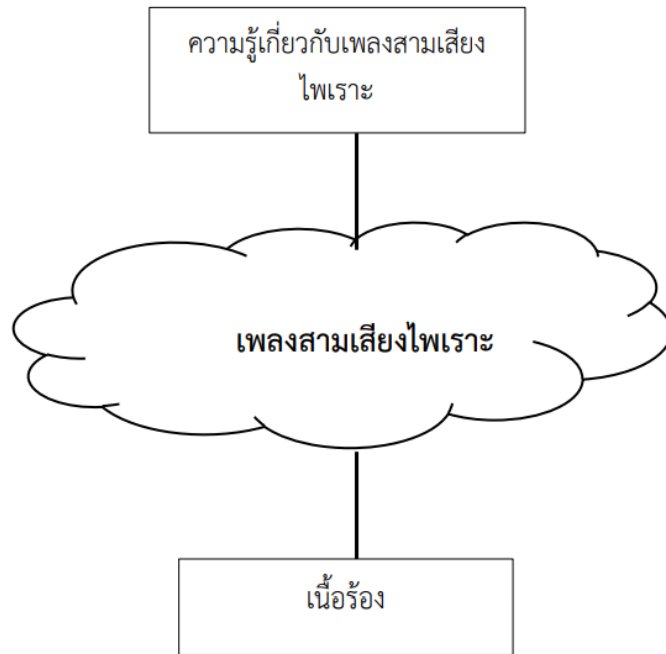 ความรู้เกี่ยวกับเพลงสามเสียง
ไพเราะ
เพลงสามเสียงไพเราะ
เนื้อร้อง